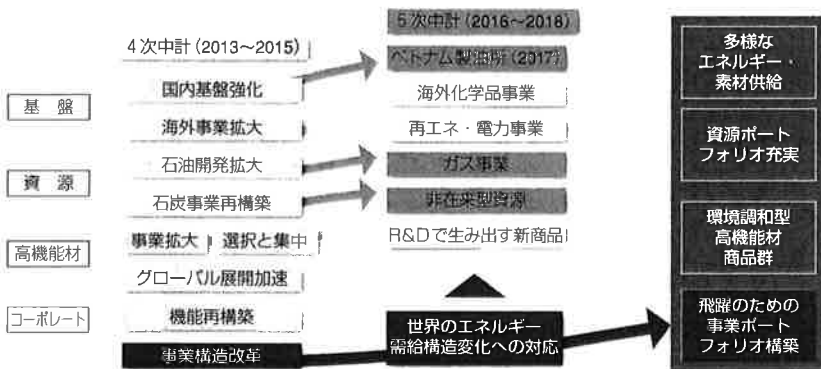 4次中計(2013~2015)
5次中計(2016~2018)
基盤
国内基盤強化
海外事業拡大
ベトナム製油所(2017)
海外化学品事業
再エネ・電力事業
資源
石油開発拡大
石炭事業再構築
ガス事業
非在来型資源
高機能材
事業拡大 選択と集中
グローバル展開加速
R&Dで生み出す新商品
コーポレート
機能再構築
事業構造改革
世界のエネルギー
需給構造変化への対応
多様な
エネルギー・
素材供給
資源ポート
フォリオ充実
環境調和型
高機能材
商品群
飛躍のための
事業ポート
フォリオ構築